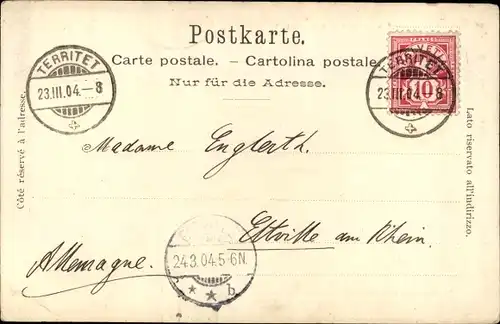 Postkarte.
Carte postale. – Cartolina postale.
Nur für die Adresse.
TERRITET
23.III.04.–8
TERRITET
23.III.04. 8
10
Côté réservé à l'adresse.
Lato riservato all'indirizzo.
Madame Englerth.
Eltville am Rhein.
Allemagne.
24.3.04.5-6N.
b